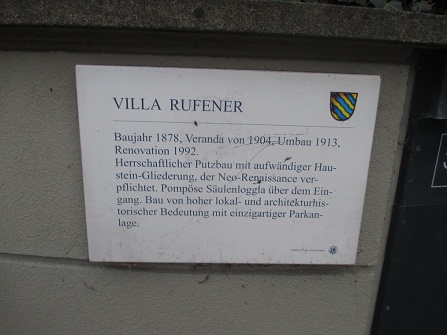 VILLA RUFENER
Baujahr 1878, Veranda von 1904, Umbau 1913,
Renovation 1992.
Herrschaftlicher Putzbau mit aufwändiger Hau-
stein-Gliederung, der Neo-Renaissance ver-
pflichtet. Pompöse Säulenloggia über dem Ein-
gang. Bau von hoher lokal- und architekturhis-
torischer Bedeutung mit einzigartiger Parkan-
lage.